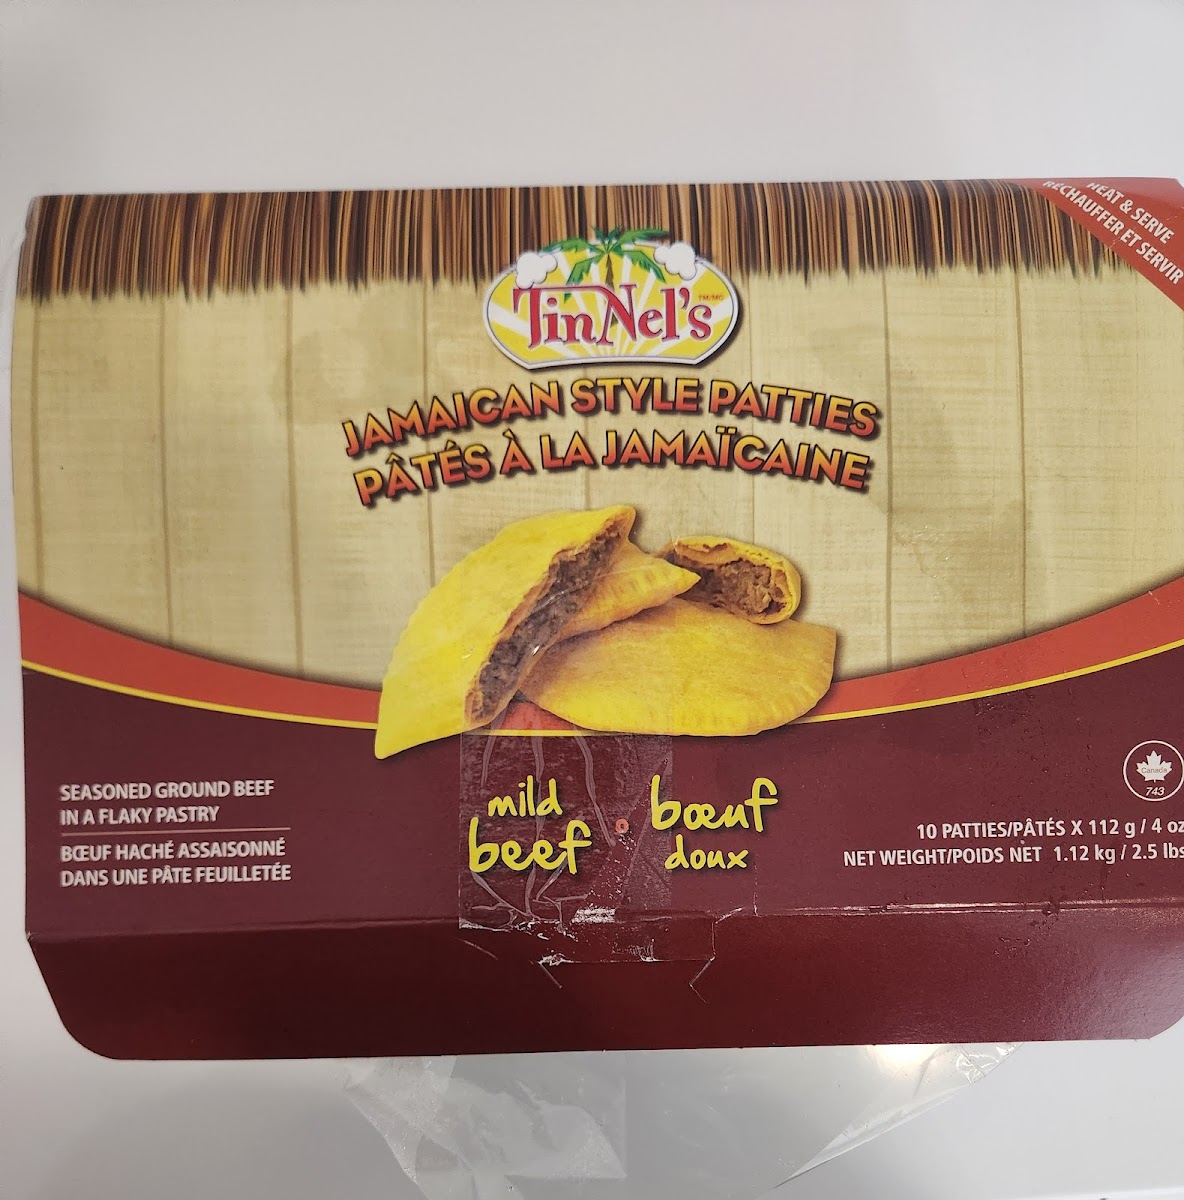 HEAT & SERVE
RÉCHAUFFER ET SERVIR
TinNel's TM/MC
JAMAICAN STYLE PATTIES
PÂTÉS À LA JAMAÏCAINE
SEASONED GROUND BEEF
IN A FLAKY PASTRY
BŒUF HACHÉ ASSAISONNÉ
DANS UNE PÂTE FEUILLETÉE
mild
beef
bœuf
doux
Canada
743
10 PATTIES/PÂTÉS X 112 g / 4 oz
NET WEIGHT/POIDS NET 1.12 kg / 2.5 lbs